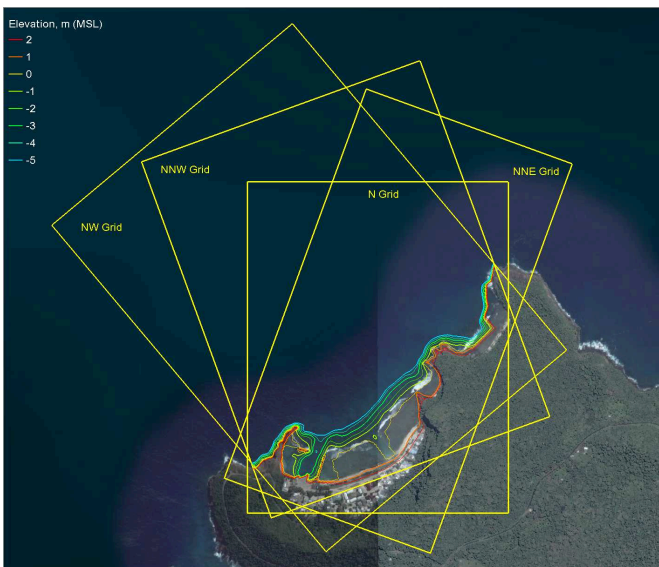 Elevation, m (MSL)
2
1
0
-1
-2
-3
-4
-5
NNW Grid
NNE Grid
N Grid
NW Grid